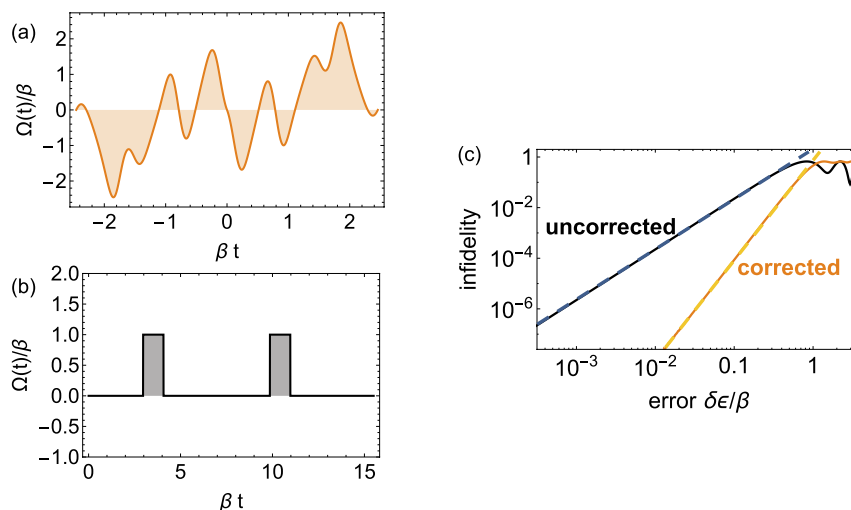 (a)
Ω(t)/β
2
1
0
−1
−2
−2 −1 0 1 2
β t
(b)
Ω(t)/β
2.0
1.5
1.0
0.5
0.0
−0.5
−1.0
0 5 10 15
β t
(c)
infidelity
1
10⁻²
10⁻⁴
10⁻⁶
uncorrected
corrected
10⁻³ 10⁻² 0.1 1
error δϵ/β